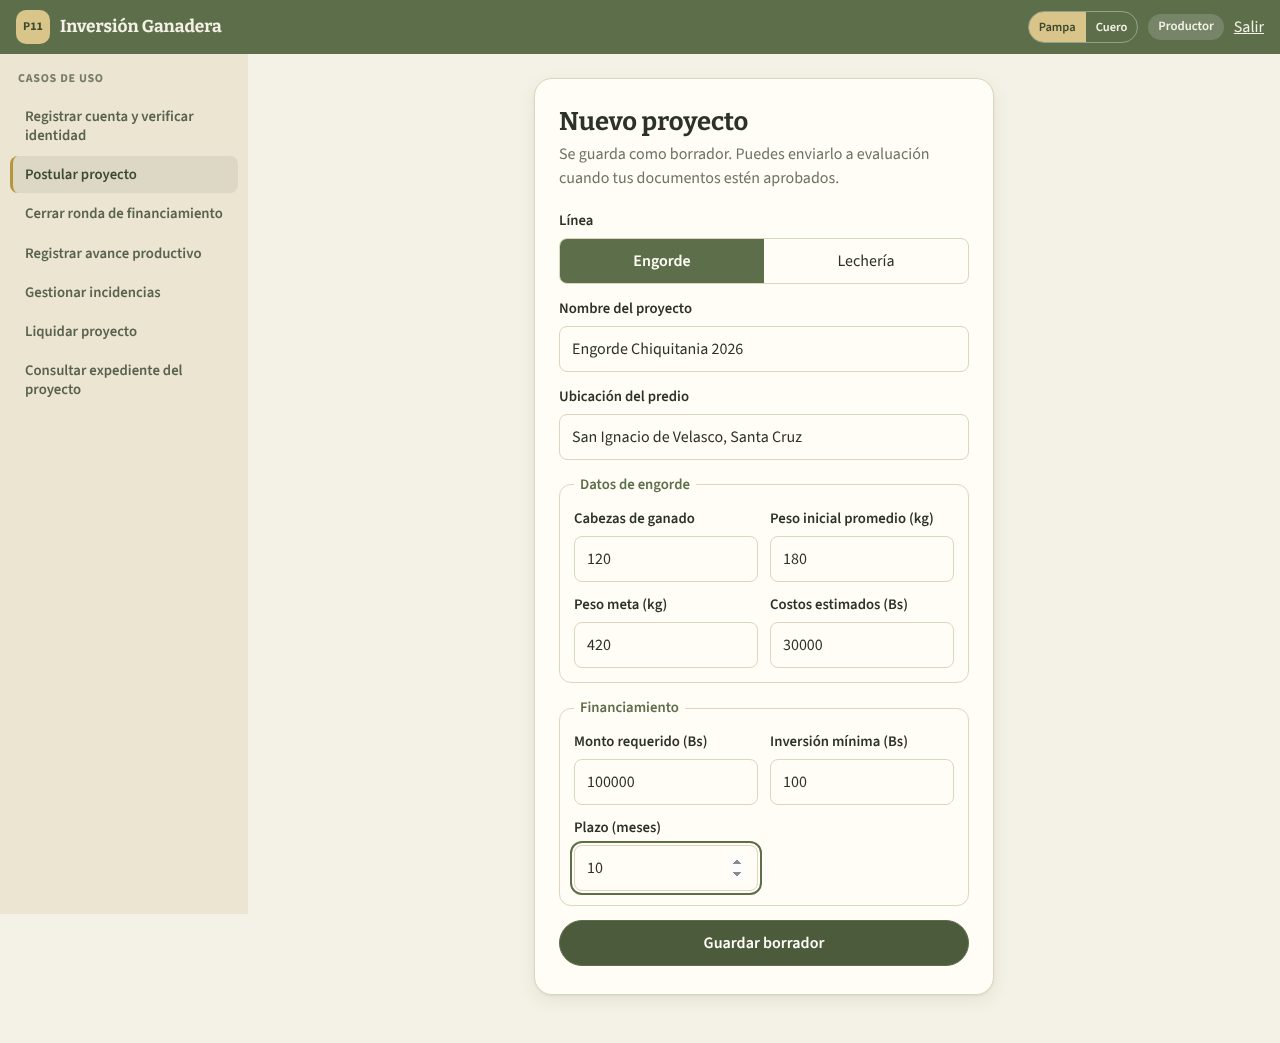 P11 Inversión Ganadera
Pampa Cuero Productor Salir
CASOS DE USO
Registrar cuenta y verificar
identidad
Postular proyecto
Cerrar ronda de financiamiento
Registrar avance productivo
Gestionar incidencias
Liquidar proyecto
Consultar expediente del
proyecto
Nuevo proyecto
Se guarda como borrador. Puedes enviarlo a evaluación
cuando tus documentos estén aprobados.
Línea
Engorde Lechería
Nombre del proyecto
Engorde Chiquitania 2026
Ubicación del predio
San Ignacio de Velasco, Santa Cruz
Datos de engorde
Cabezas de ganado Peso inicial promedio (kg)
120 180
Peso meta (kg) Costos estimados (Bs)
420 30000
Financiamiento
Monto requerido (Bs) Inversión mínima (Bs)
100000 100
Plazo (meses)
10
Guardar borrador